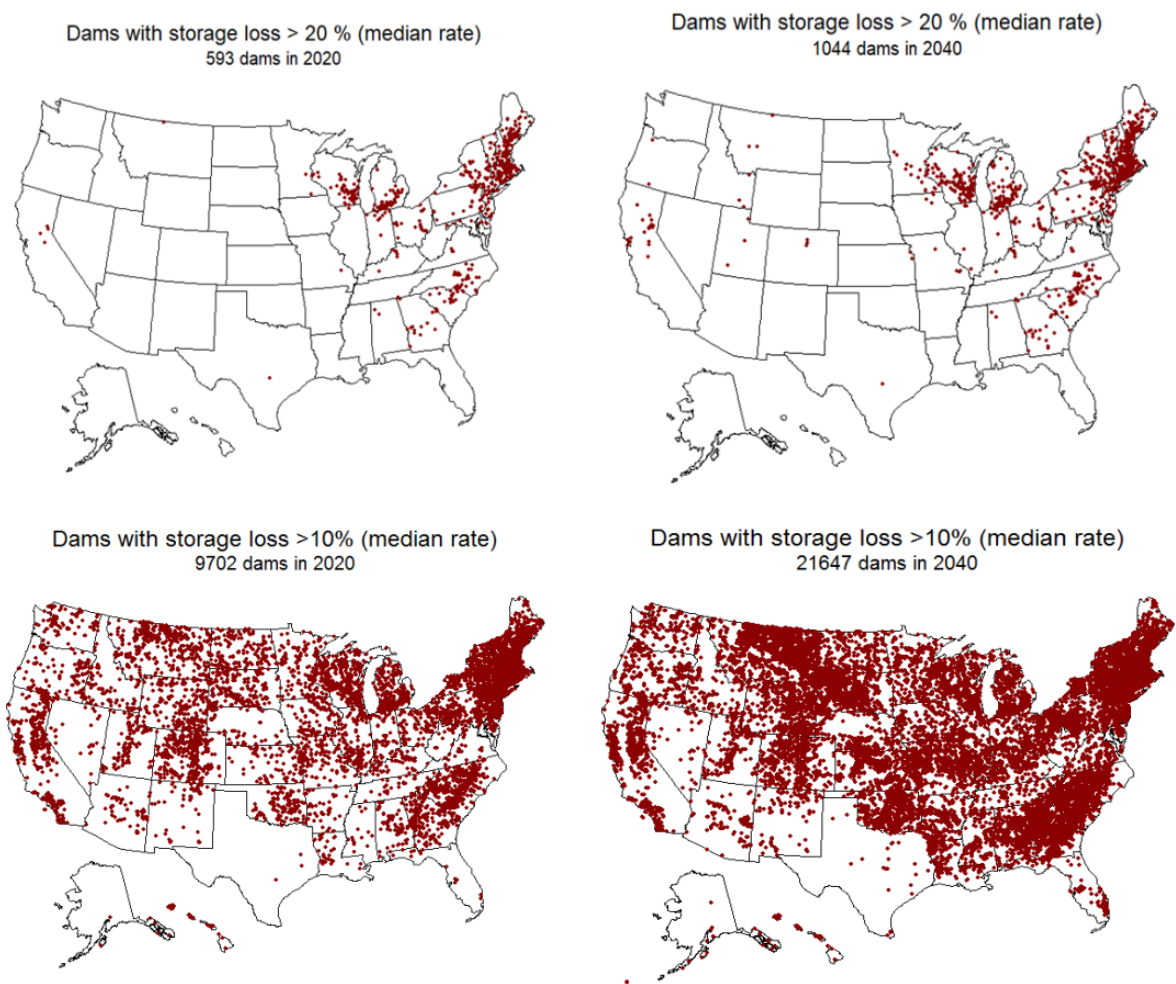 Dams with storage loss > 20 % (median rate)
593 dams in 2020
Dams with storage loss > 20 % (median rate)
1044 dams in 2040
Dams with storage loss >10% (median rate)
9702 dams in 2020
Dams with storage loss >10% (median rate)
21647 dams in 2040